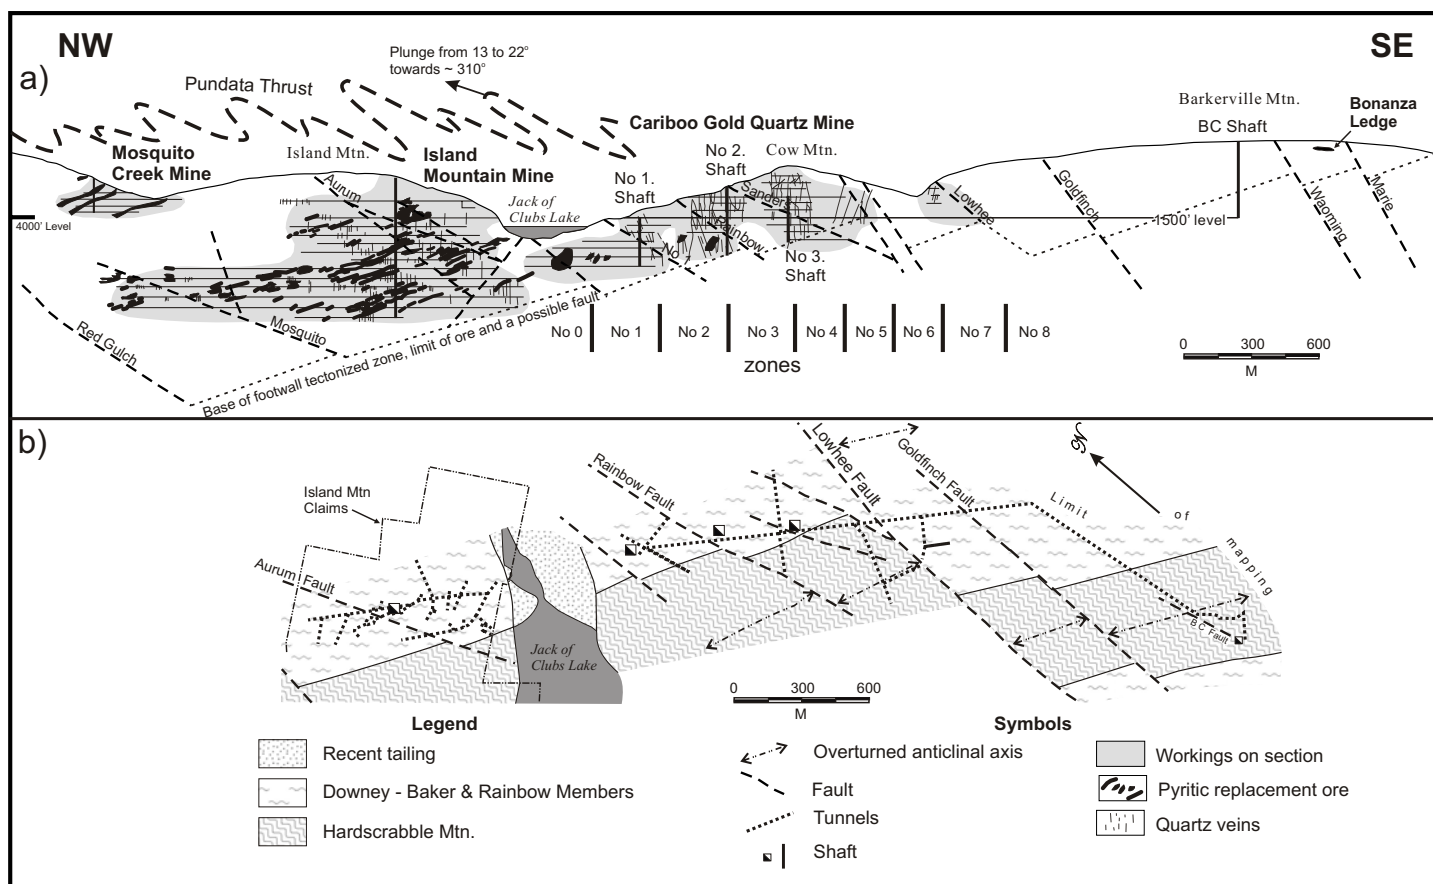 NW
SE
a)
Plunge from 13 to 22°
towards ~ 310°
Pundata Thrust
Mosquito
Creek Mine
Island Mtn.
Island
Mountain Mine
Cariboo Gold Quartz Mine
No 1.
Shaft
No 2.
Shaft
Cow Mtn.
Barkerville Mtn.
BC Shaft
Bonanza
Ledge
Jack of
Clubs Lake
4000' Level
Aurum
Sanders
Rainbow
No 1
No 3.
Shaft
Lowhee
Goldfinch
1500' level
Waoming
Marie
Red Gulch
Mosquito
Base of footwall tectonized zone, limit of ore and a possible fault
No 0
No 1
No 2
No 3
No 4
No 5
No 6
No 7
No 8
zones
0 300 600
M
b)
Island Mtn
Claims
Aurum Fault
Rainbow Fault
Lowhee Fault
Goldfinch Fault
N
Limit of mapping
BC Fault
Jack of
Clubs Lake
0 300 600
M
Legend
Recent tailing
Downey - Baker & Rainbow Members
Hardscrabble Mtn.
Symbols
Overturned anticlinal axis
Fault
Tunnels
Shaft
Workings on section
Pyritic replacement ore
Quartz veins